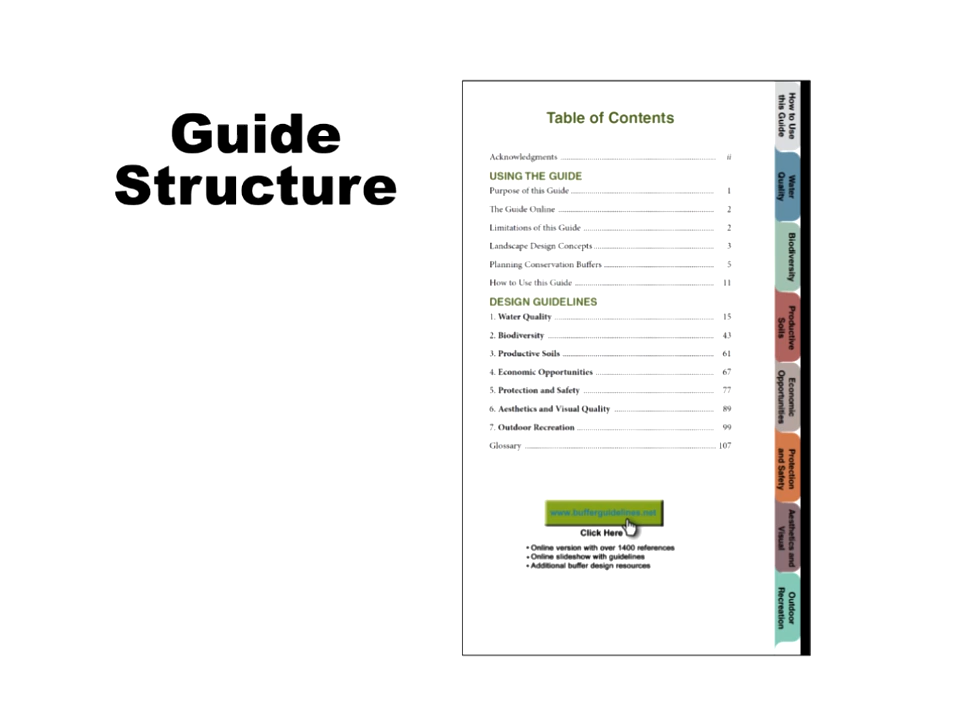 Guide
Structure
Table of Contents
Acknowledgments ii
USING THE GUIDE
Purpose of this Guide 1
The Guide Online 2
Limitations of this Guide 2
Landscape Design Concepts 3
Planning Conservation Buffers 5
How to Use this Guide 11
DESIGN GUIDELINES
1. Water Quality 15
2. Biodiversity 43
3. Productive Soils 61
4. Economic Opportunities 67
5. Protection and Safety 77
6. Aesthetics and Visual Quality 89
7. Outdoor Recreation 99
Glossary 107
www.bufferguidelines.net
Click Here
• Online version with over 1400 references
• Online slideshow with guidelines
• Additional buffer design resources
How to Use
this Guide
Water
Quality
Biodiversity
Productive
Soils
Economic
Opportunities
Protection
and Safety
Aesthetics and
Visual
Outdoor
Recreation